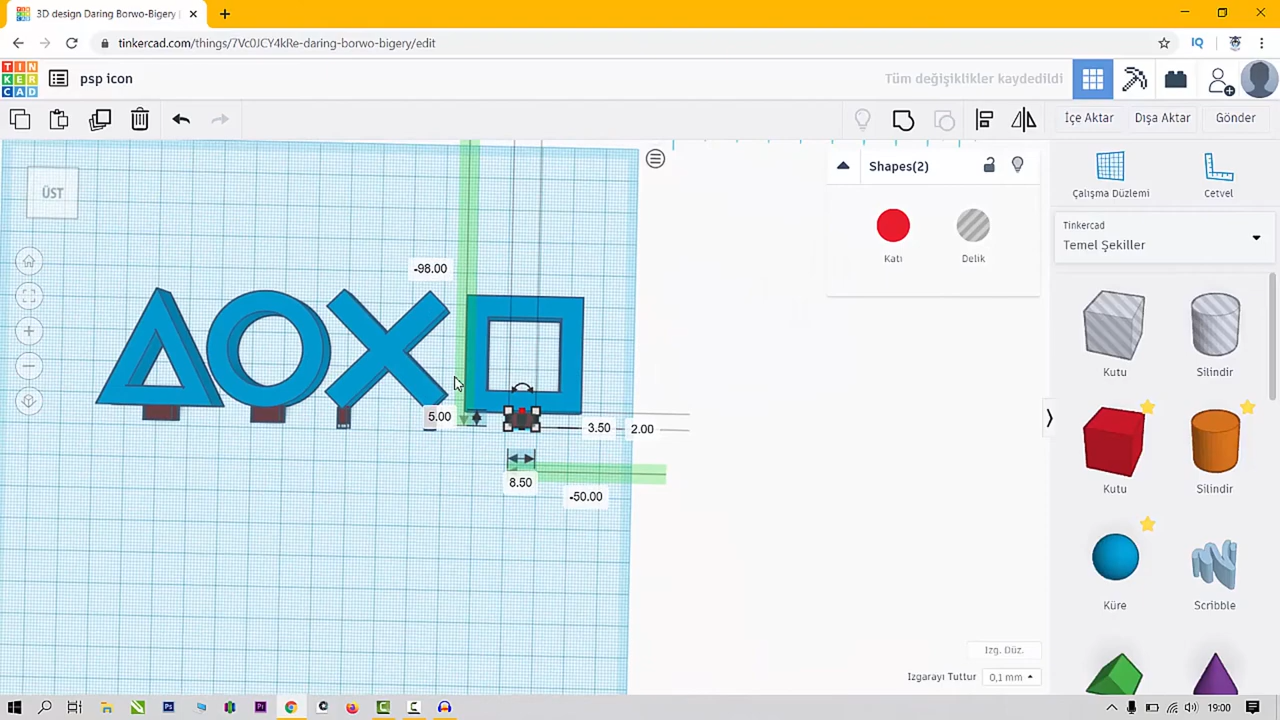 3D design Daring Borwo-Bigery |
tinkercad.com/things/7Vc0JCY4kRe-daring-borwo-bigery/edit
IQ
TIN
KER
CAD
psp icon
Tüm değişiklikler kaydedildi
İçe Aktar
Dışa Aktar
Gönder
ÜST
Shapes(2)
Katı
Delik
Çalışma Düzlemi
Cetvel
Tinkercad
Temel Şekiller
-98.00
5.00
3.50
2.00
8.50
-50.00
Kutu
Silindir
Kutu
Silindir
Küre
Scribble
Izg. Düz.
Izgarayı Tuttur
0,1 mm
Ps
Pr
19:00